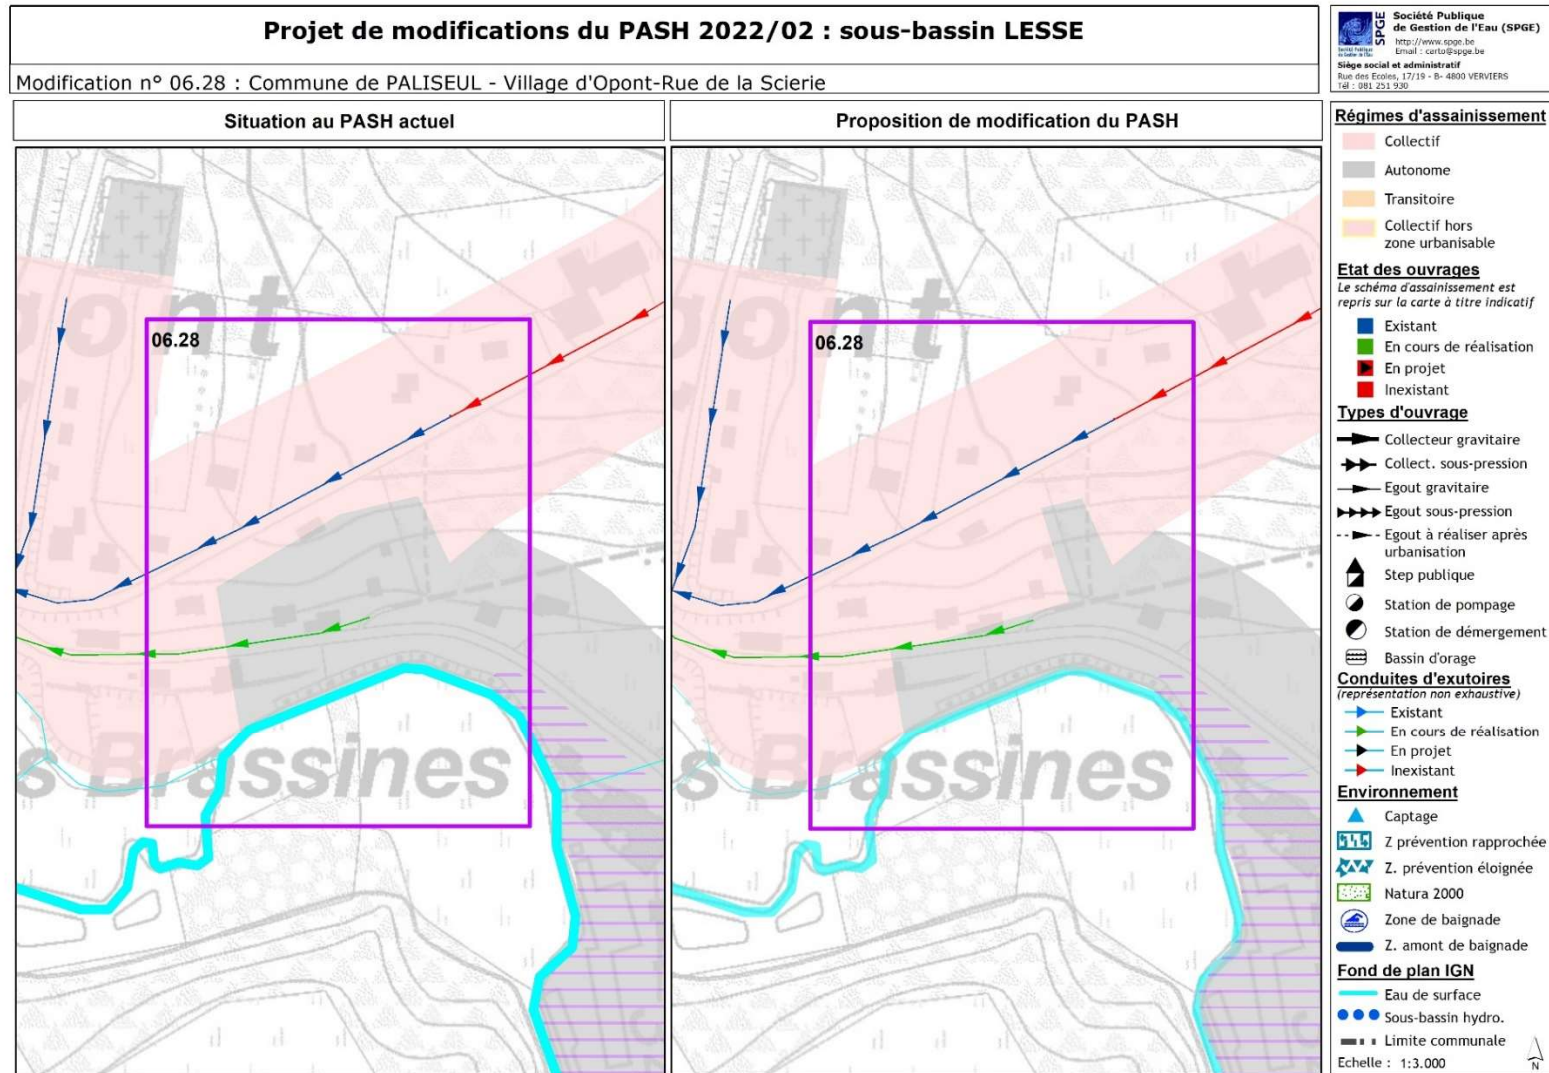 Projet de modifications du PASH 2022/02 : sous-bassin LESSE
Modification n° 06.28 : Commune de PALISEUL - Village d'Opont-Rue de la Scierie
SPGE
Société Publique
de Gestion de l'Eau (SPGE)
http://www.spge.be
Email : carto@spge.be
Siège social et administratif
Rue des Ecoles, 17/19 - B- 4800 VERVIERS
Tél : 081 251 930
Situation au PASH actuel
Proposition de modification du PASH
pont
06.28
s Brassines
pont
06.28
s Brassines
Régimes d'assainissement
Collectif
Autonome
Transitoire
Collectif hors
zone urbanisable
Etat des ouvrages
Le schéma d'assainissement est
repris sur la carte à titre indicatif
Existant
En cours de réalisation
En projet
Inexistant
Types d'ouvrage
Collecteur gravitaire
Collect. sous-pression
Egout gravitaire
Egout sous-pression
Egout à réaliser après
urbanisation
Step publique
Station de pompage
Station de démergement
Bassin d'orage
Conduites d'exutoires
(représentation non exhaustive)
Existant
En cours de réalisation
En projet
Inexistant
Environnement
Captage
Z prévention rapprochée
Z. prévention éloignée
Natura 2000
Zone de baignade
Z. amont de baignade
Fond de plan IGN
Eau de surface
Sous-bassin hydro.
Limite communale
Echelle : 1:3.000
N